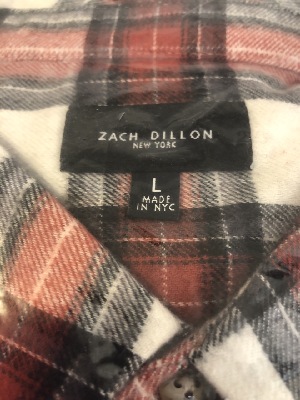 ZACH DILLON
NEW YORK
L
MADE
IN NYC